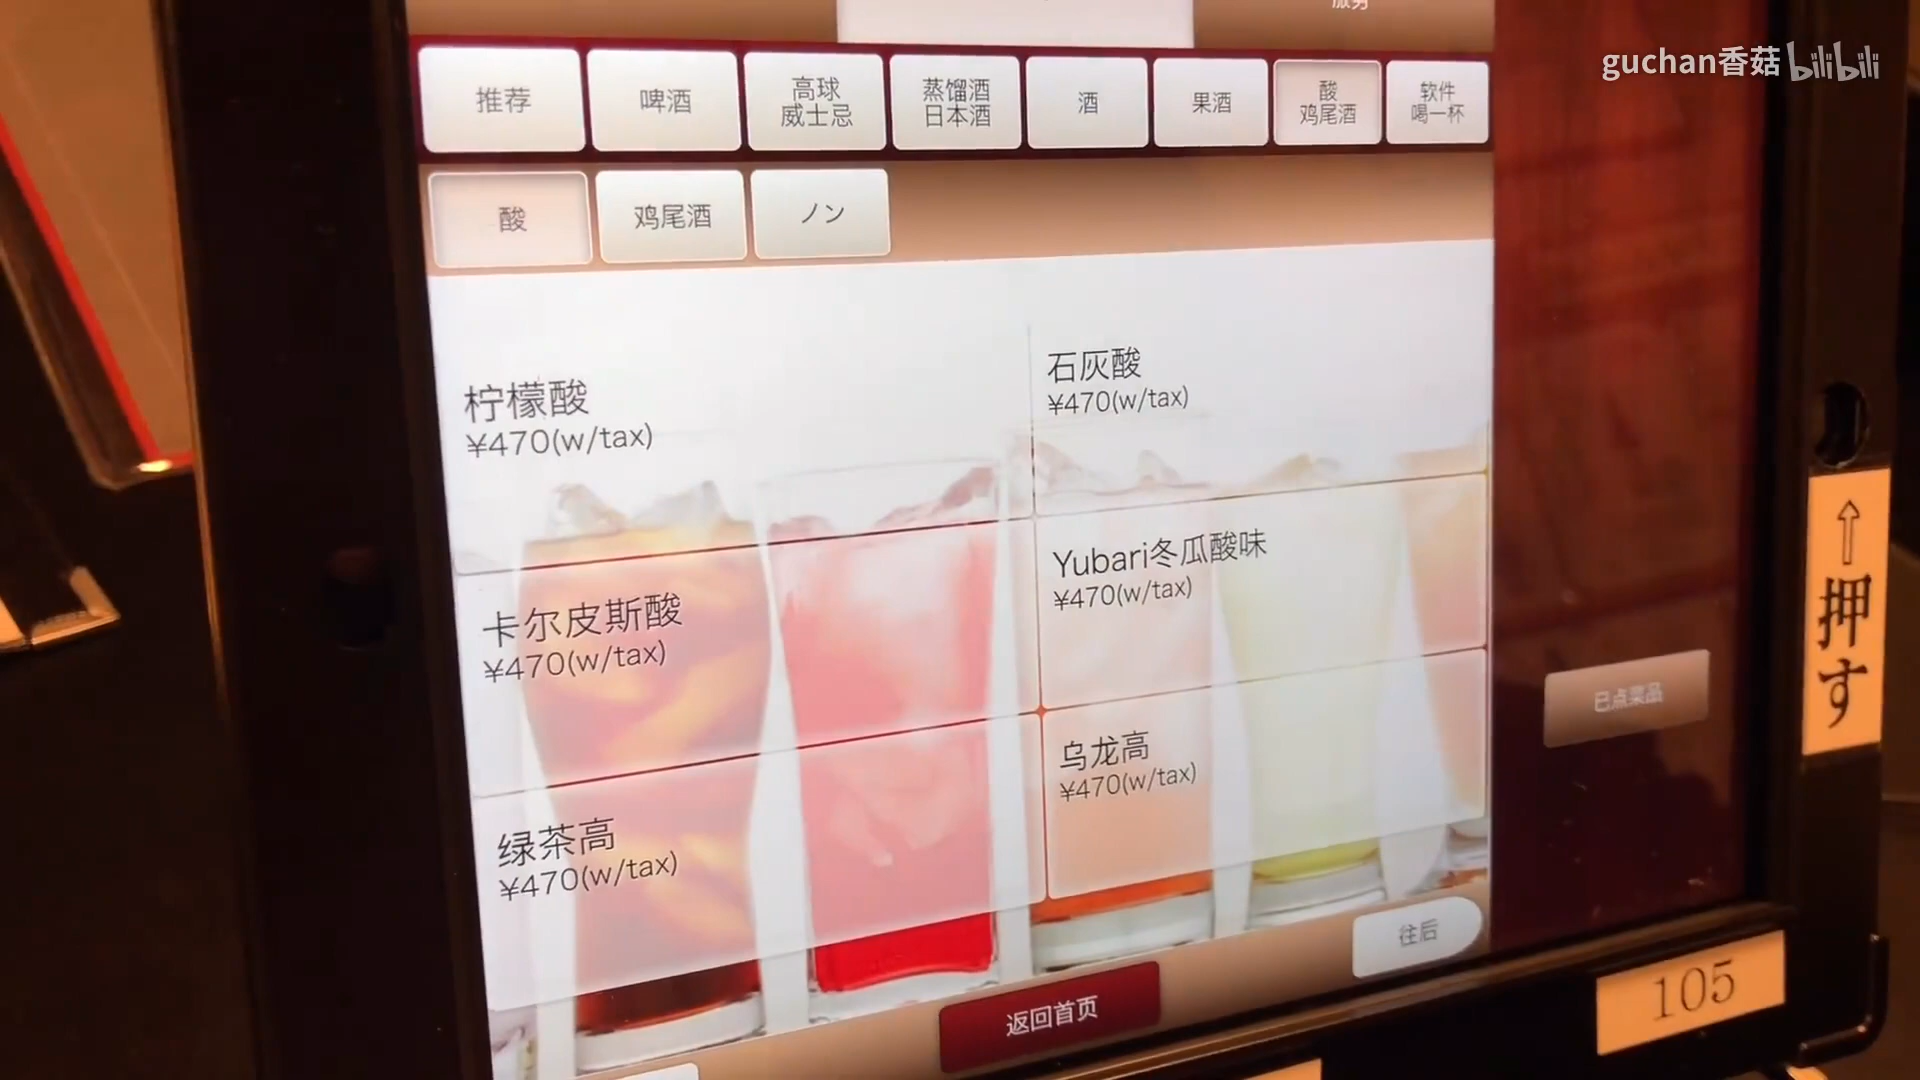 服务
guchan香菇 bilibili
推荐
啤酒
高球
威士忌
蒸馏酒
日本酒
酒
果酒
酸
鸡尾酒
软件
喝一杯
酸
鸡尾酒
ノン
柠檬酸
¥470(w/tax)
石灰酸
¥470(w/tax)
卡尔皮斯酸
¥470(w/tax)
Yubari冬瓜酸味
¥470(w/tax)
绿茶高
¥470(w/tax)
乌龙高
¥470(w/tax)
往后
返回首页
已点菜品
↑押す
105